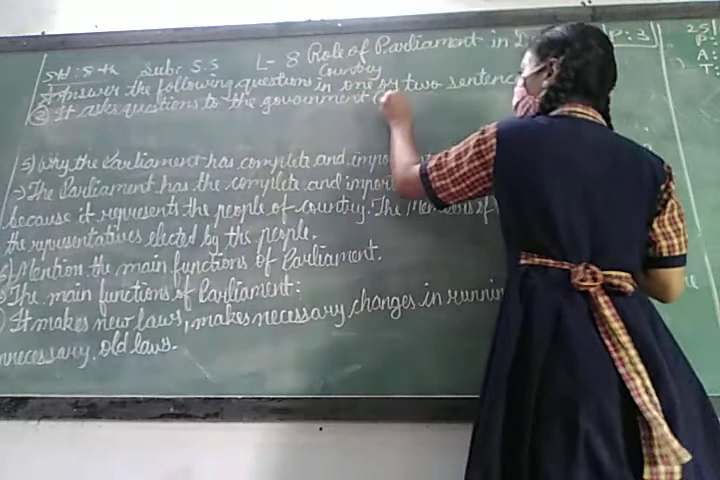 Std: 8th Sub: S.S L-8 Role of Parliament in P:3
Country
I Answer the following questions in one or two sentence
② It asks questions to the government
5) Why the Parliament has complete and impo
→ The Parliament has the complete and impor
because it represents the people of country. The Members of
the representatives elected by the people.
6) Mention the main functions of Parliament.
→ The main functions of Parliament:
) It makes new laws, makes necessary changes in runnin
nnecessary old laws.
25
P:
A:
T: